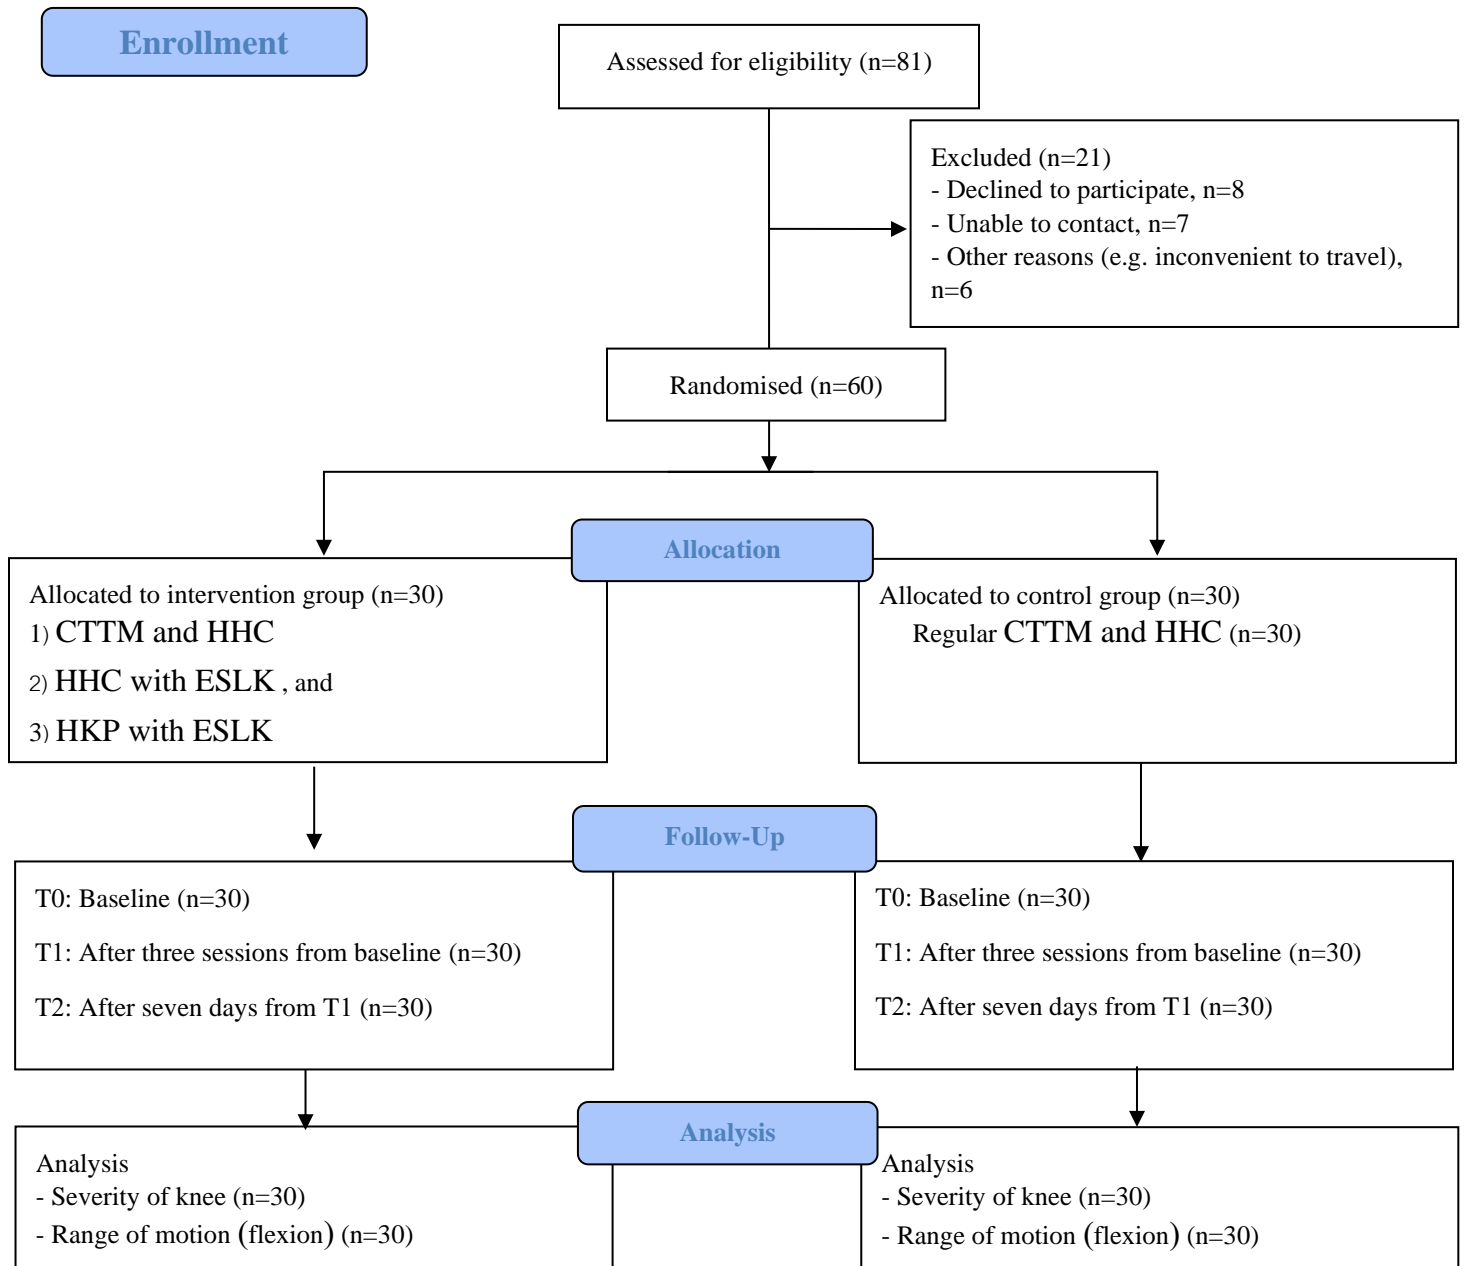 Enrollment
Assessed for eligibility (n=81)
Excluded (n=21)
- Declined to participate, n=8
- Unable to contact, n=7
- Other reasons (e.g. inconvenient to travel),
n=6
Randomised (n=60)
Allocation
Allocated to intervention group (n=30)
1) CTTM and HHC
2) HHC with ESLK , and
3) HKP with ESLK
Allocated to control group (n=30)
Regular CTTM and HHC (n=30)
Follow-Up
T0: Baseline (n=30)
T1: After three sessions from baseline (n=30)
T2: After seven days from T1 (n=30)
T0: Baseline (n=30)
T1: After three sessions from baseline (n=30)
T2: After seven days from T1 (n=30)
Analysis
Analysis
- Severity of knee (n=30)
- Range of motion (flexion) (n=30)
Analysis
- Severity of knee (n=30)
- Range of motion (flexion) (n=30)